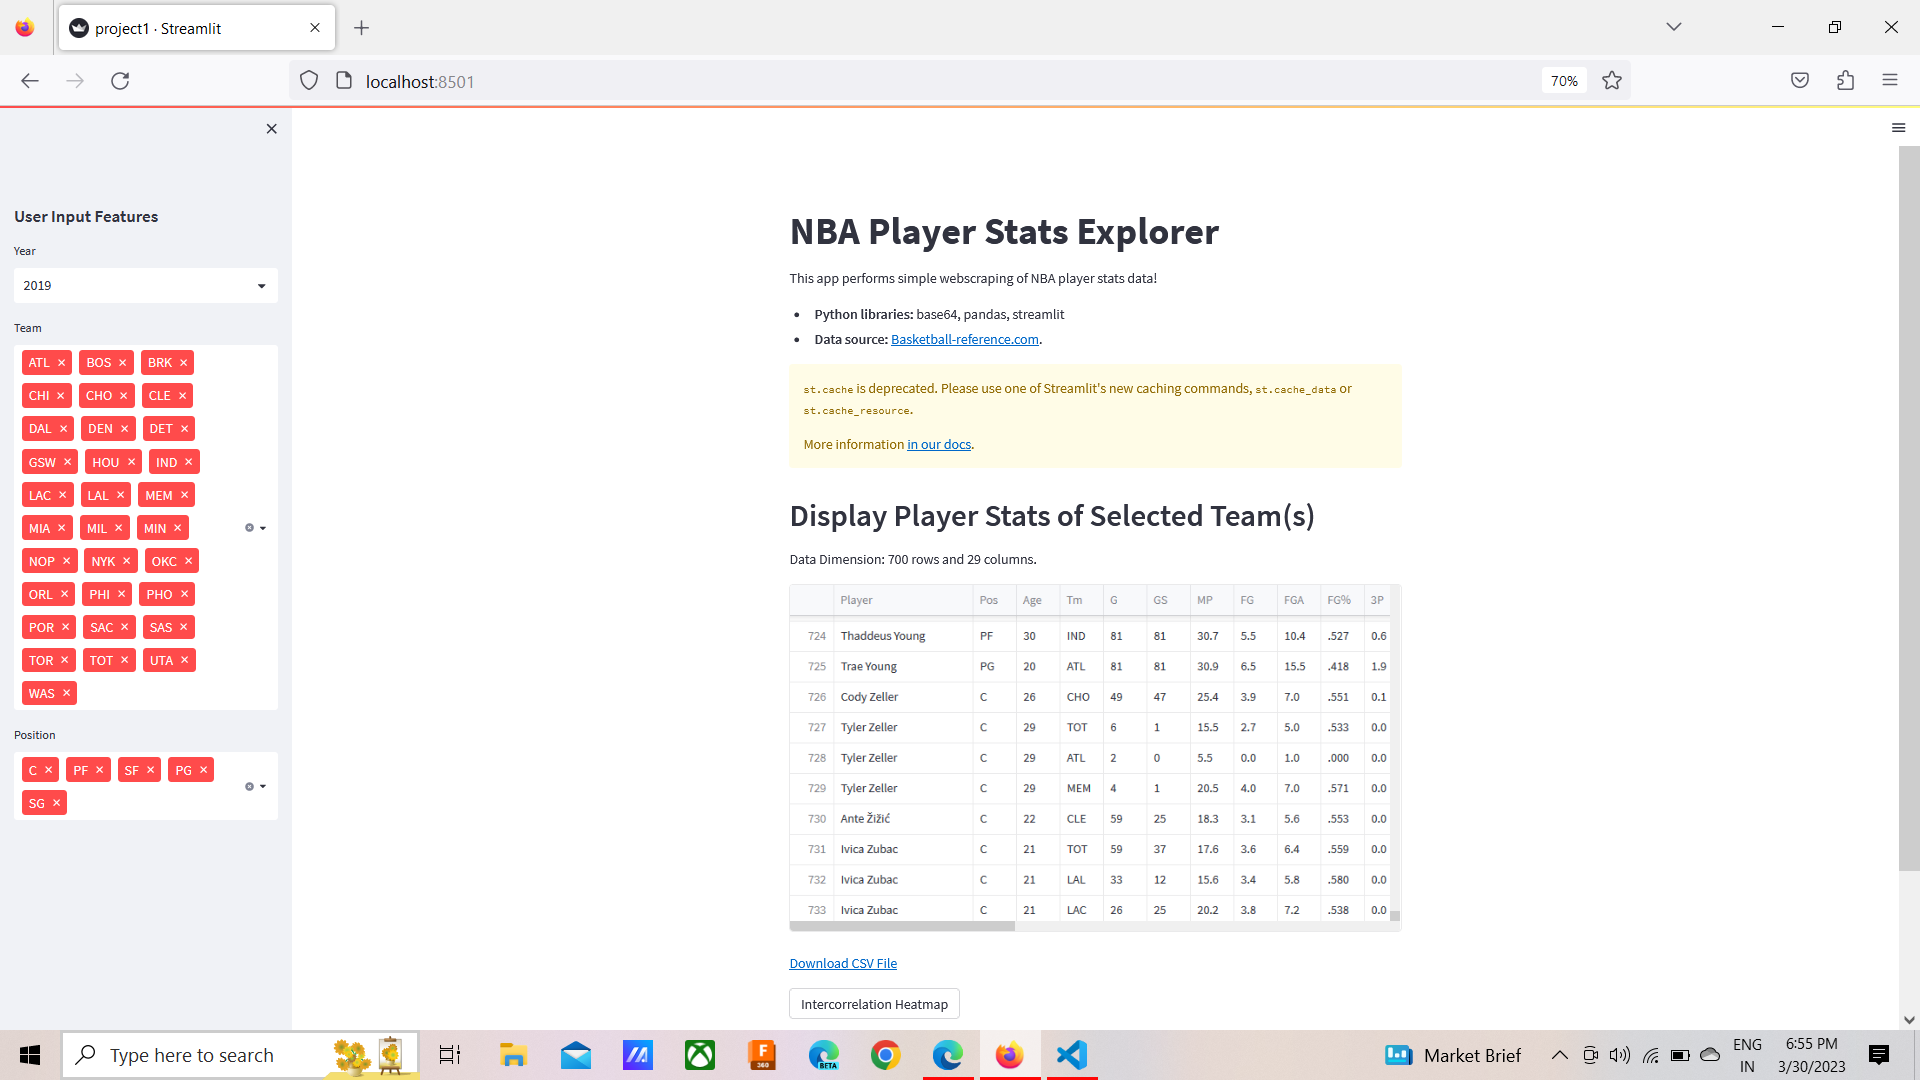 project1 · Streamlit
localhost:8501
70%
User Input Features
Year
2019
Team
ATL BOS BRK
CHI CHO CLE
DAL DEN DET
GSW HOU IND
LAC LAL MEM
MIA MIL MIN
NOP NYK OKC
ORL PHI PHO
POR SAC SAS
TOR TOT UTA
WAS
Position
C PF SF PG
SG
NBA Player Stats Explorer
This app performs simple webscraping of NBA player stats data!
• Python libraries: base64, pandas, streamlit
• Data source: Basketball-reference.com.
st.cache is deprecated. Please use one of Streamlit's new caching commands, st.cache_data or
st.cache_resource.
More information in our docs.
Display Player Stats of Selected Team(s)
Data Dimension: 700 rows and 29 columns.
Player Pos Age Tm G GS MP FG FGA FG% 3P
724 Thaddeus Young PF 30 IND 81 81 30.7 5.5 10.4 .527 0.6
725 Trae Young PG 20 ATL 81 81 30.9 6.5 15.5 .418 1.9
726 Cody Zeller C 26 CHO 49 47 25.4 3.9 7.0 .551 0.1
727 Tyler Zeller C 29 TOT 6 1 15.5 2.7 5.0 .533 0.0
728 Tyler Zeller C 29 ATL 2 0 5.5 0.0 1.0 .000 0.0
729 Tyler Zeller C 29 MEM 4 1 20.5 4.0 7.0 .571 0.0
730 Ante Žižić C 22 CLE 59 25 18.3 3.1 5.6 .553 0.0
731 Ivica Zubac C 21 TOT 59 37 17.6 3.6 6.4 .559 0.0
732 Ivica Zubac C 21 LAL 33 12 15.6 3.4 5.8 .580 0.0
733 Ivica Zubac C 21 LAC 26 25 20.2 3.8 7.2 .538 0.0
Download CSV File
Intercorrelation Heatmap
Type here to search
F
360
BETA
Market Brief
ENG
IN
6:55 PM
3/30/2023